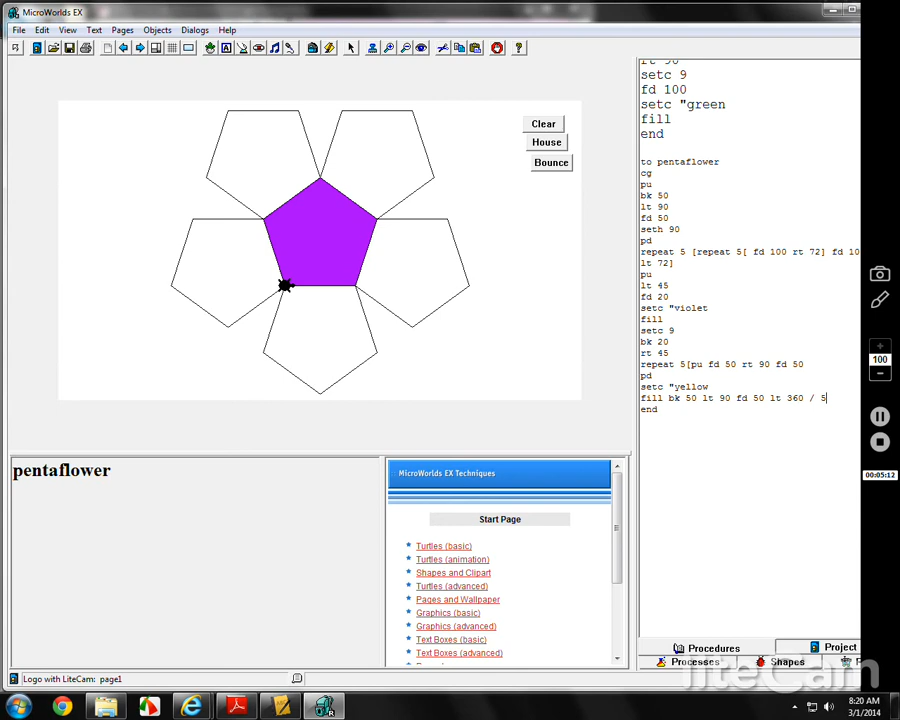 MicroWorlds EX
File Edit View Text Pages Objects Dialogs Help
Clear
House
Bounce
lt 90
setc 9
fd 100
setc "green
fill
end
to pentaflower
cg
pu
bk 50
lt 90
fd 50
seth 90
pd
repeat 5 [repeat 5[ fd 100 rt 72] fd 10
lt 72]
pu
lt 45
fd 20
setc "violet
fill
setc 9
bk 20
rt 45
repeat 5[pu fd 50 rt 90 fd 50
pd
setc "yellow
fill bk 50 lt 90 fd 50 lt 360 / 5
end
100
00:05:12
pentaflower
MicroWorlds EX Techniques
Start Page
Turtles (basic)
Turtles (animation)
Shapes and Clipart
Turtles (advanced)
Pages and Wallpaper
Graphics (basic)
Graphics (advanced)
Text Boxes (basic)
Text Boxes (advanced)
Procedures Project
Processes Shapes
liteCam
Logo with LiteCam: page1
8:20 AM
3/1/2014